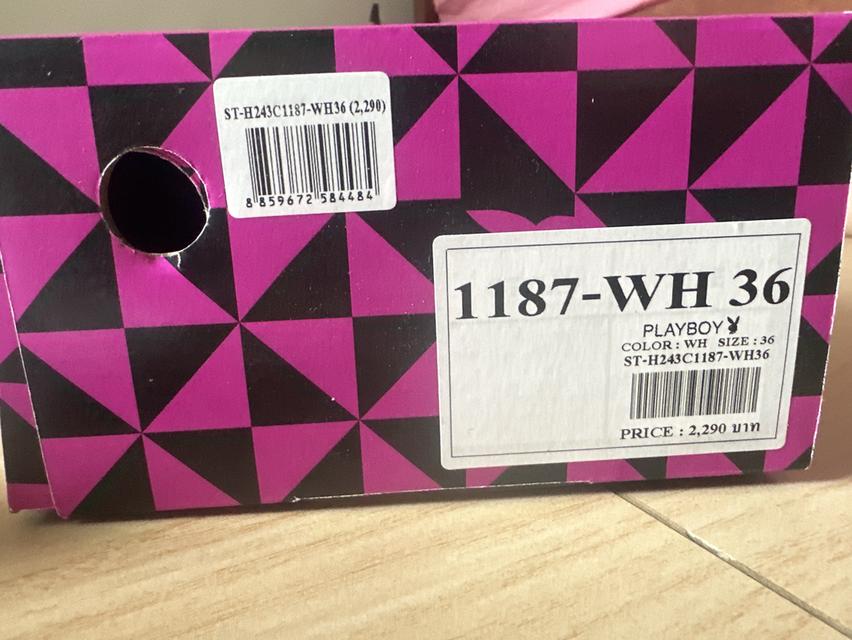 ST-H243C1187-WH36 (2,290)
8 859672 584484
1187-WH 36
PLAYBOY
COLOR : WH SIZE : 36
ST-H243C1187-WH36
PRICE : 2,290 บาท